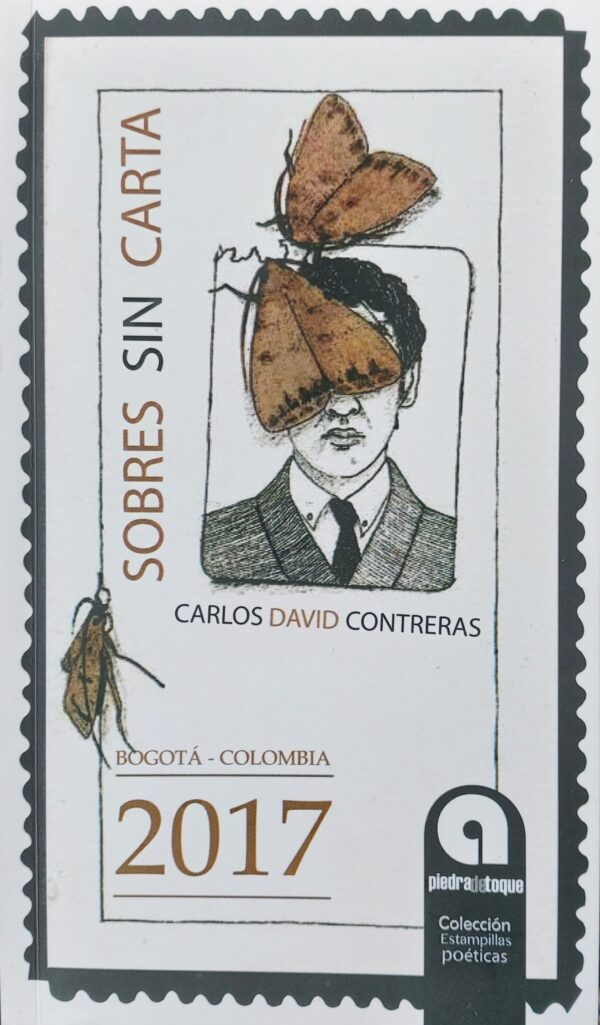 SOBRES SIN CARTA
CARLOS DAVID CONTRERAS
BOGOTÁ - COLOMBIA
2017
piedradetoque
Colección
Estampillas
poéticas